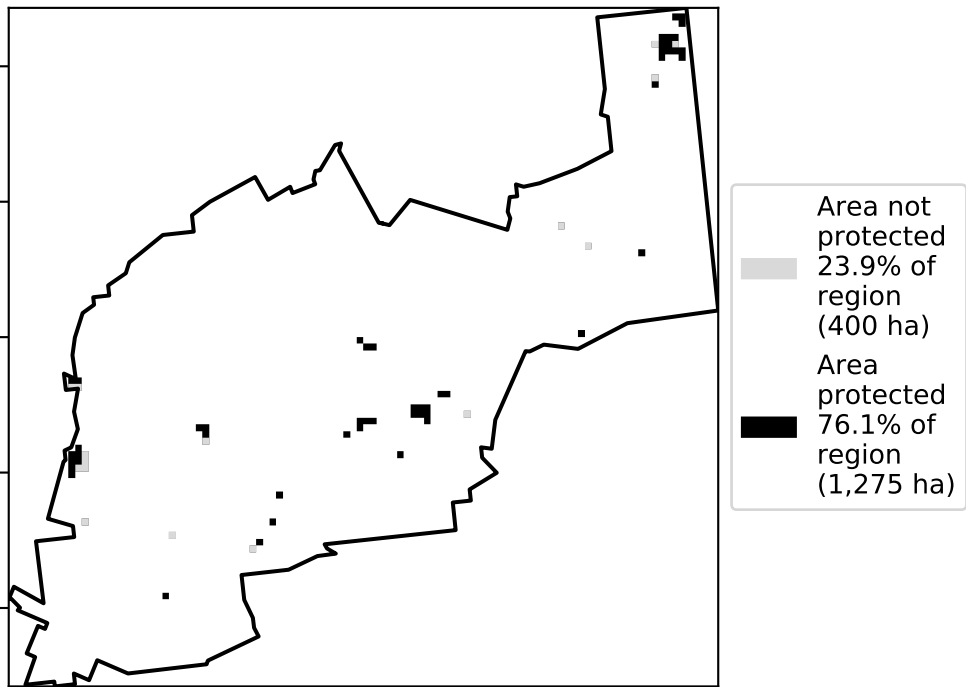 Area not
protected
23.9% of
region
(400 ha)
Area
protected
76.1% of
region
(1,275 ha)